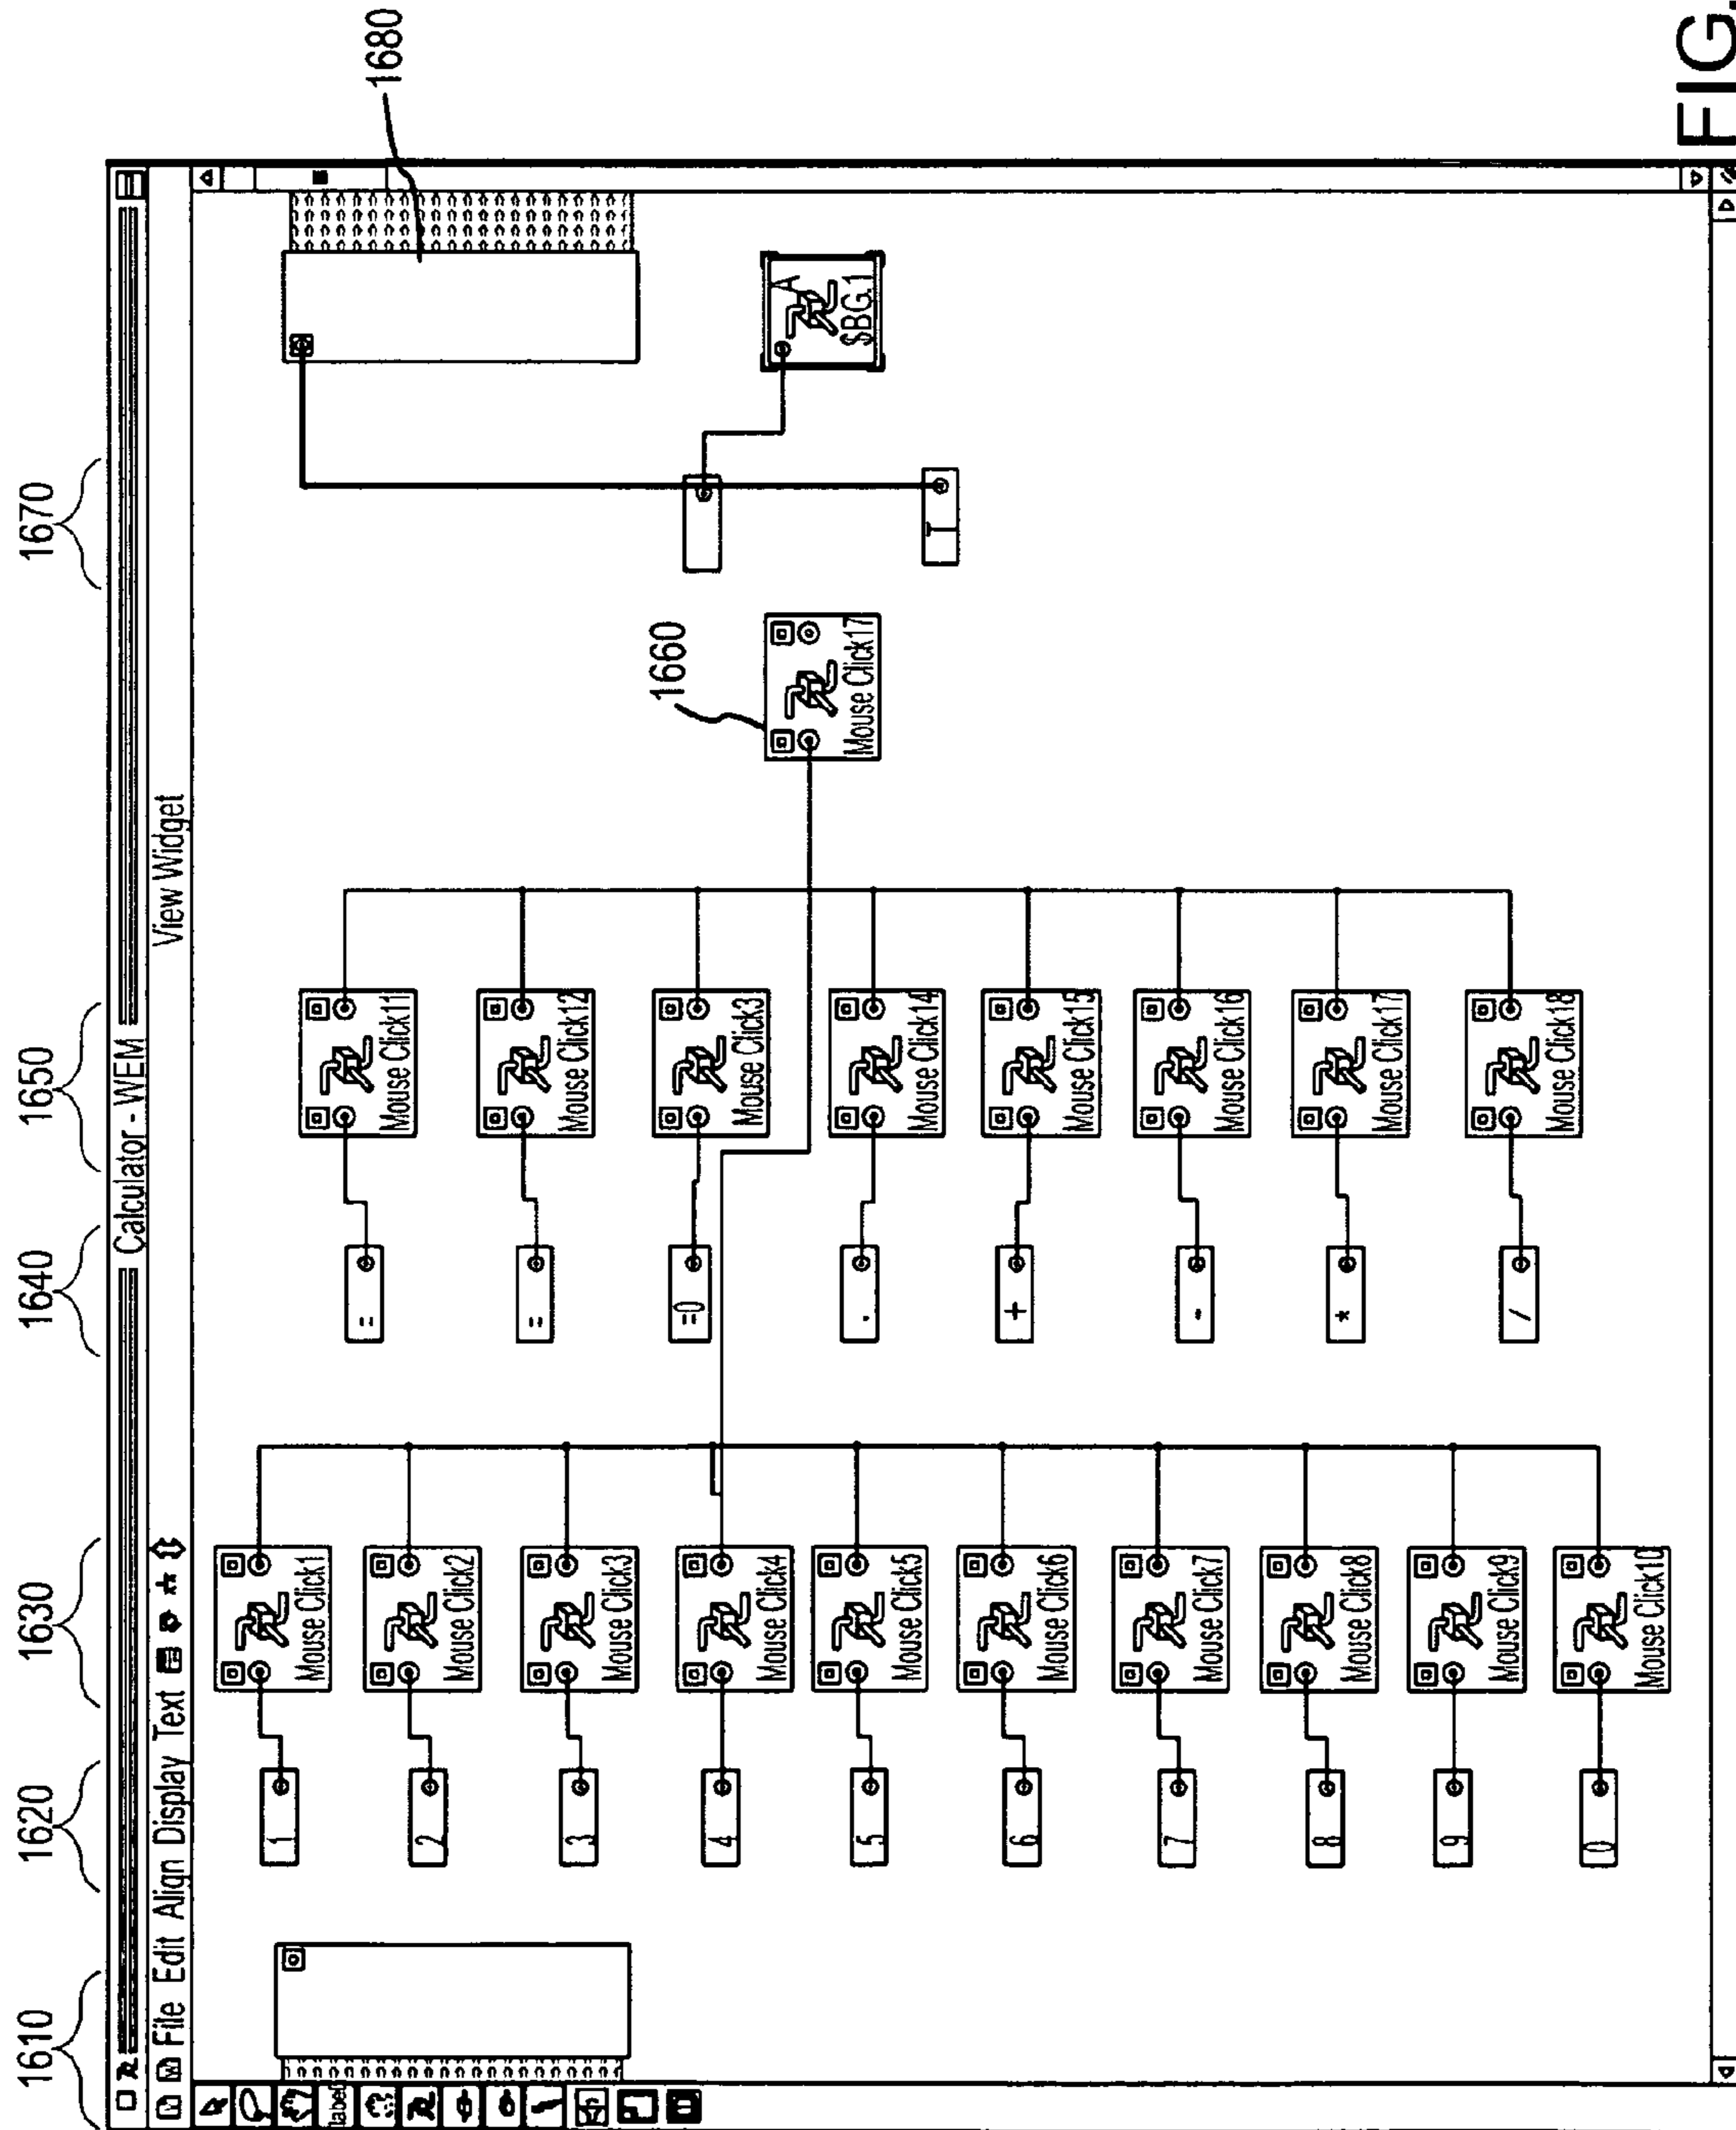 1610
1620
1630
1640
1650
1660
1670
1680
Calculator - WEM
File Edit Align Display Text
View Widget
label
1
Mouse Click1
2
Mouse Click2
3
Mouse Click3
4
Mouse Click4
5
Mouse Click5
6
Mouse Click6
7
Mouse Click7
8
Mouse Click8
9
Mouse Click9
0
Mouse Click10
=
Mouse Click11
=
Mouse Click12
=0
Mouse Click3
.
Mouse Click14
+
Mouse Click15
-
Mouse Click16
*
Mouse Click17
/
Mouse Click18
Mouse Click17
T
A
$BG.1
FIG.